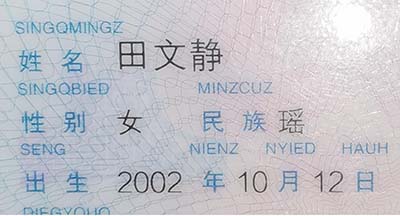 SINGQMINGZ
姓名 田文静
SINGQBIED MINZCUZ
性别 女 民族 瑶
SENG NIENZ NYIED HAUH
出生 2002 年 10 月 12 日
DIEGYOUQ